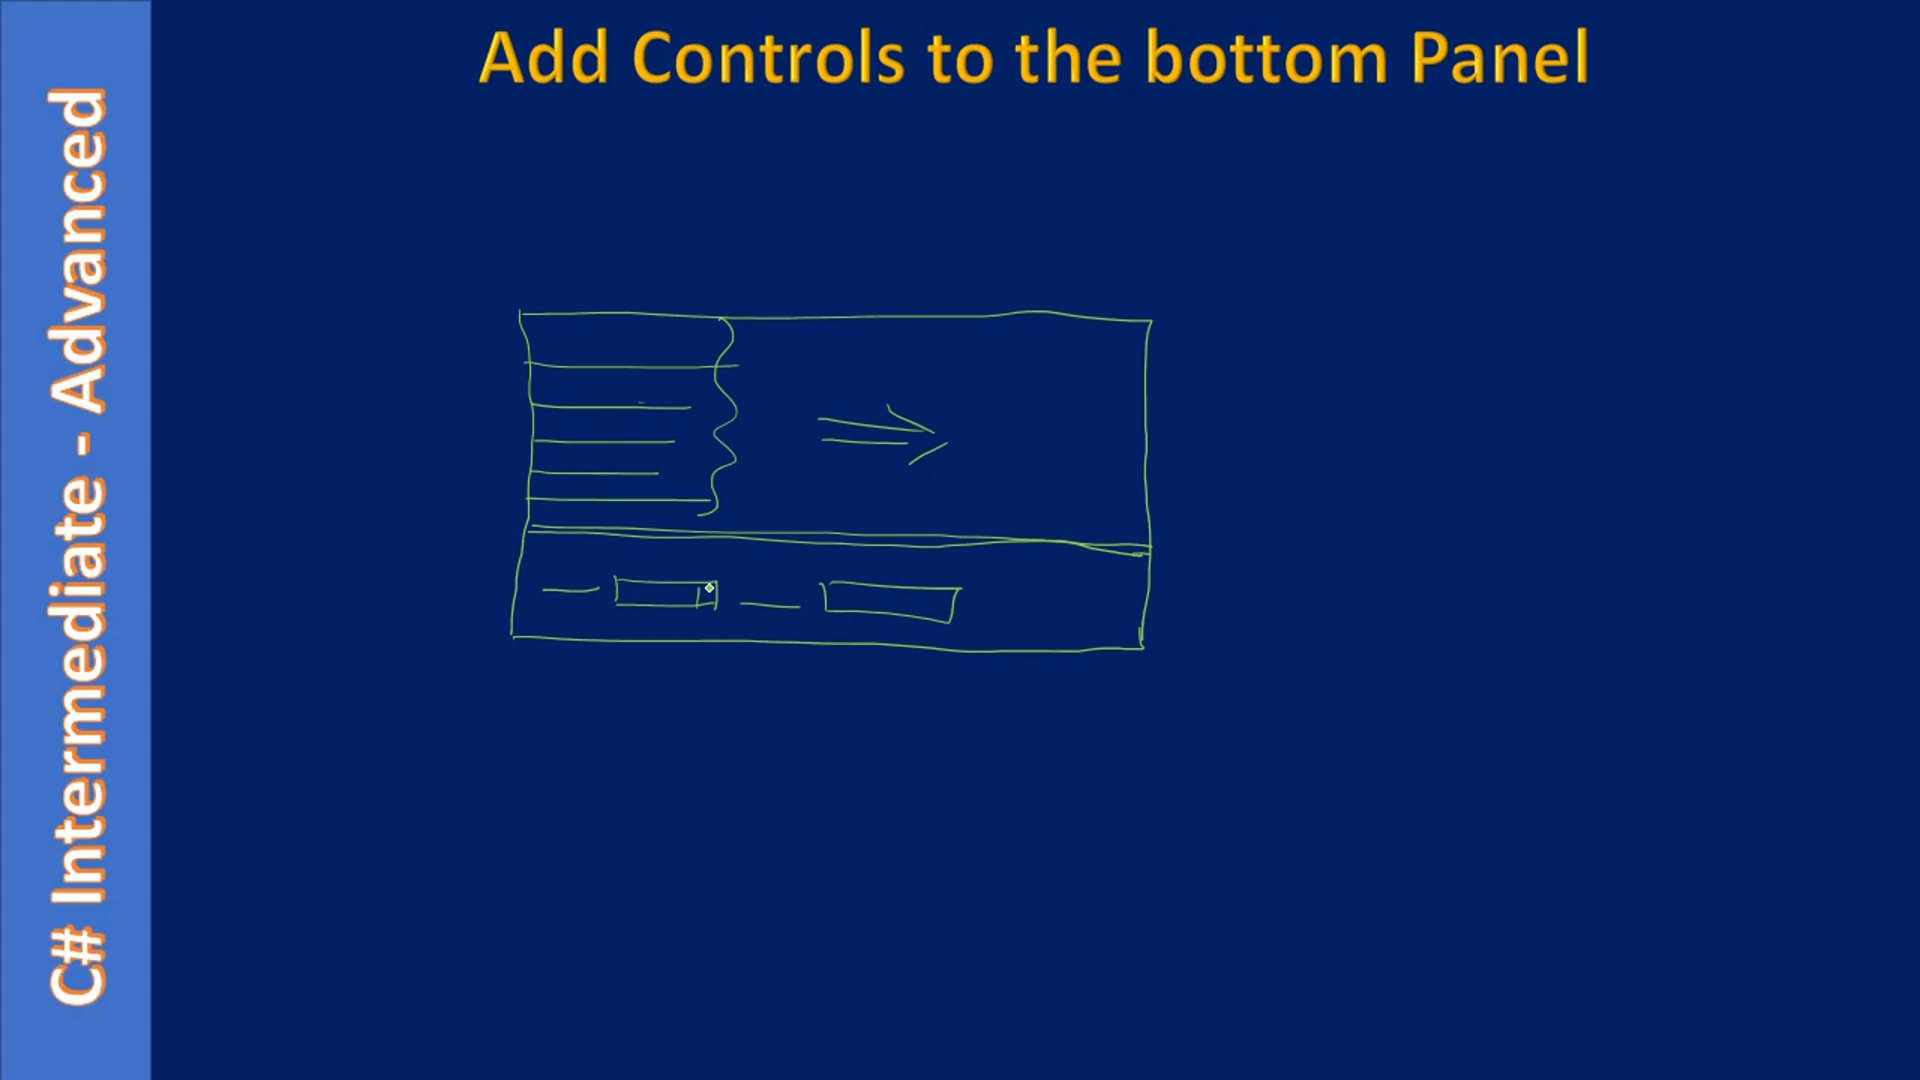 Add Controls to the bottom Panel
C# Intermediate - Advanced